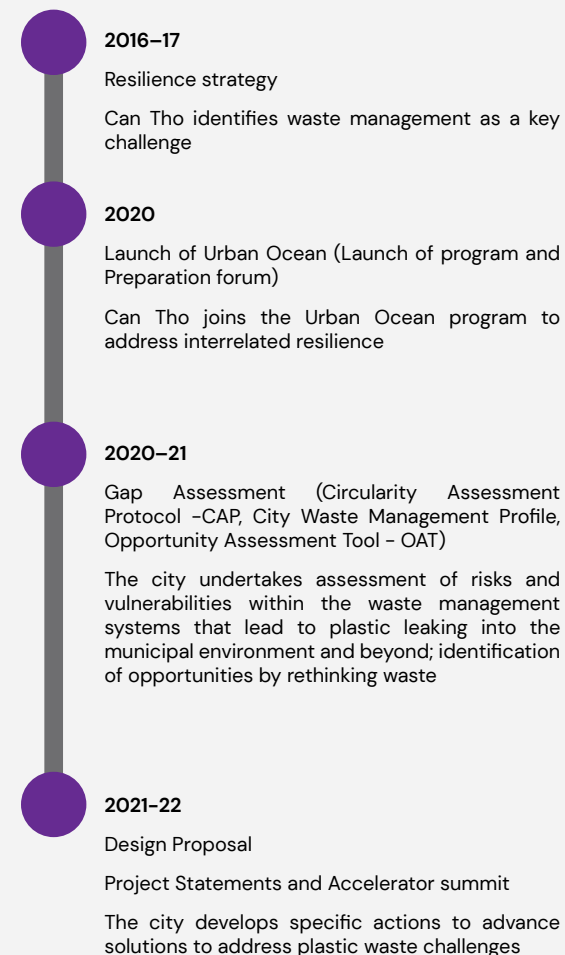 2016–17
Resilience strategy
Can Tho identifies waste management as a key
challenge
2020
Launch of Urban Ocean (Launch of program and
Preparation forum)
Can Tho joins the Urban Ocean program to
address interrelated resilience
2020–21
Gap Assessment (Circularity Assessment
Protocol -CAP, City Waste Management Profile,
Opportunity Assessment Tool - OAT)
The city undertakes assessment of risks and
vulnerabilities within the waste management
systems that lead to plastic leaking into the
municipal environment and beyond; identification
of opportunities by rethinking waste
2021-22
Design Proposal
Project Statements and Accelerator summit
The city develops specific actions to advance
solutions to address plastic waste challenges